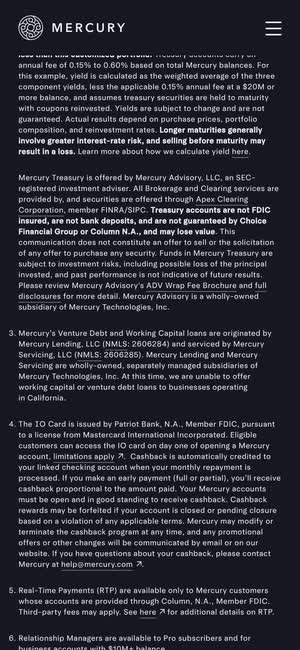 MERCURY
less than this customized portfolio. Treasury accounts carry an
annual fee of 0.15% to 0.60% based on total Mercury balances. For
this example, yield is calculated as the weighted average of the three
component yields, less the applicable 0.15% annual fee at a $20M or
more balance, and assumes treasury securities are held to maturity
with coupons reinvested. Yields are subject to change and are not
guaranteed. Actual results depend on purchase prices, portfolio
composition, and reinvestment rates. Longer maturities generally
involve greater interest-rate risk, and selling before maturity may
result in a loss. Learn more about how we calculate yield here.
Mercury Treasury is offered by Mercury Advisory, LLC, an SEC-
registered investment adviser. All Brokerage and Clearing services are
provided by, and securities are offered through Apex Clearing
Corporation, member FINRA/SIPC. Treasury accounts are not FDIC
insured, are not bank deposits, and are not guaranteed by Choice
Financial Group or Column N.A., and may lose value. This
communication does not constitute an offer to sell or the solicitation
of any offer to purchase any security. Funds in Mercury Treasury are
subject to investment risks, including possible loss of the principal
invested, and past performance is not indicative of future results.
Please review Mercury Advisory's ADV Wrap Fee Brochure and full
disclosures for more detail. Mercury Advisory is a wholly-owned
subsidiary of Mercury Technologies, Inc.
3. Mercury's Venture Debt and Working Capital loans are originated by
Mercury Lending, LLC (NMLS: 2606284) and serviced by Mercury
Servicing, LLC (NMLS: 2606285). Mercury Lending and Mercury
Servicing are wholly-owned, separately managed subsidiaries of
Mercury Technologies, Inc. At this time, we are unable to offer
working capital or venture debt loans to businesses operating
in California.
4. The IO Card is issued by Patriot Bank, N.A., Member FDIC, pursuant
to a license from Mastercard International Incorporated. Eligible
customers can access the IO card on day one of opening a Mercury
account, limitations apply ↗. Cashback is automatically credited to
your linked checking account when your monthly repayment is
processed. If you make an early payment (full or partial), you'll receive
cashback proportional to the amount paid. Your Mercury accounts
must be open and in good standing to receive cashback. Cashback
rewards may be forfeited if your account is closed or pending closure
based on a violation of any applicable terms. Mercury may modify or
terminate the cashback program at any time, and any promotional
offers or other changes will be communicated by email or on our
website. If you have questions about your cashback, please contact
Mercury at help@mercury.com ↗.
5. Real-Time Payments (RTP) are available only to Mercury customers
whose accounts are provided through Column, N.A., Member FDIC.
Third-party fees may apply. See here ↗ for additional details on RTP.
6. Relationship Managers are available to Pro subscribers and for
business accounts with $10M+ balance.